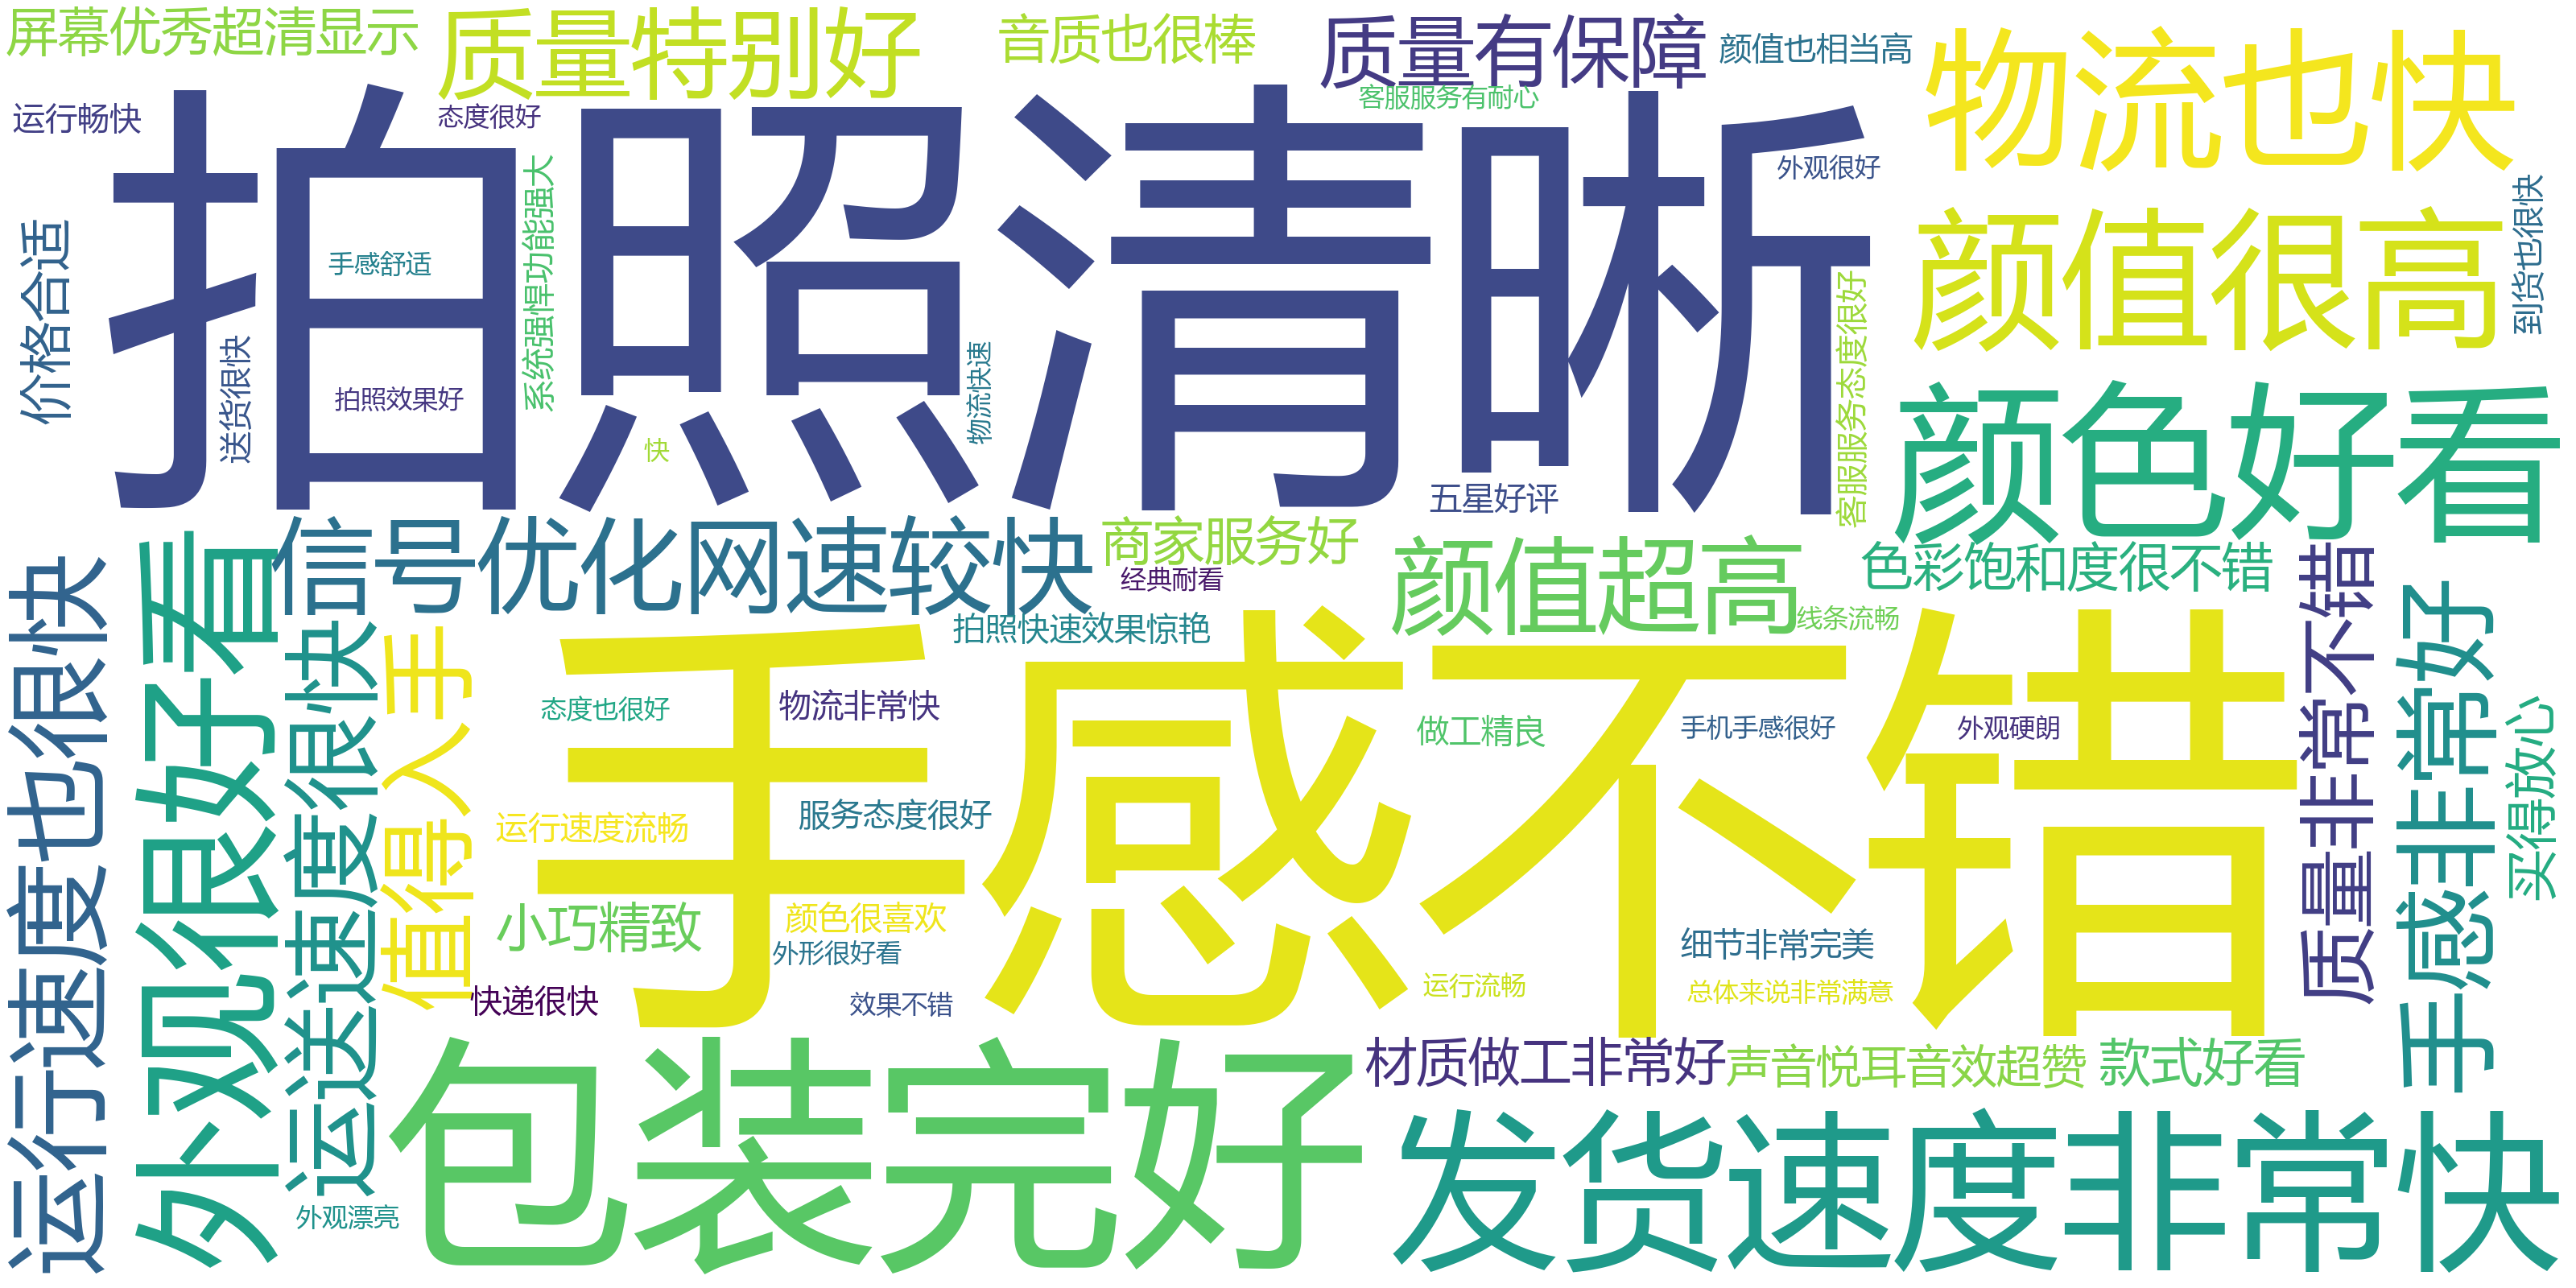 屏幕优秀超清显示
质量特别好
音质也很棒
质量有保障
颜值也相当高
物流也快
运行畅快
态度很好
客服服务有耐心
拍照清晰
外观很好
颜值很高
到货也很快
价格合适
手感舒适
系统强悍功能强大
送货很快
拍照效果好
物流快速
快
客服服务态度很好
五星好评
颜色好看
信号优化网速较快
商家服务好
经典耐看
颜值超高
色彩饱和度很不错
拍照快速效果惊艳
线条流畅
运行速度也很快
外观很好看
运送速度很快
值得入手
手感不错
态度也很好
物流非常快
做工精良
手机手感很好
外观硬朗
质量非常不错
手感非常好
买得放心
运行速度流畅
服务态度很好
小巧精致
颜色很喜欢
外形很好看
细节非常完美
快递很快
效果不错
运行流畅
总体来说非常满意
包装完好
材质做工非常好
声音悦耳音效超赞
款式好看
发货速度非常快
外观漂亮